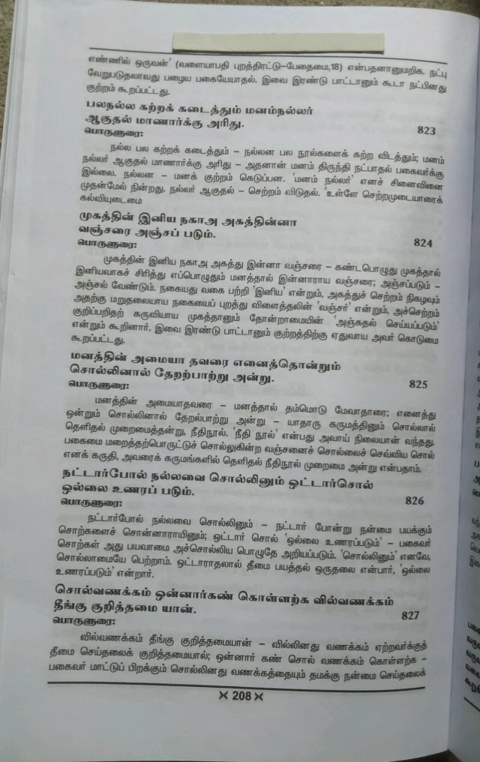 எண்ணில் ஒருவன்' (வளையாபதி புறத்திரட்டு–பேதைமை,18) என்பதனானுமறிக. நட்பு
வேறுபடுதலாவது பழைய பகையேயாதல். இவை இரண்டு பாட்டானும் கூடா நட்பினது
குற்றம் கூறப்பட்டது.
பலநல்ல கற்றக் கடைத்தும் மனம்நல்லர்
ஆகுதல் மாணார்க்கு அரிது. 823
பொருளுரை:
நல்ல பல கற்றக் கடைத்தும் – நல்லன பல நூல்களைக் கற்ற விடத்தும்; மனம்
நல்லர் ஆகுதல் மாணார்க்கு அரிது – அதனான் மனம் திருந்தி நட்பாதல் பகைவர்க்கு
இல்லை. நல்லன – மனக் குற்றம் கெடுப்பன. 'மனம் நல்லர்' எனச் சினைவினை
முதன்மேல் நின்றது. நல்லர் ஆகுதல் – செற்றம் விடுதல். 'உள்ளே செற்றமுடையாரைக்
கல்வியுடைமை
முகத்தின் இனிய நகாஅ அகத்தின்னா
வஞ்சரை அஞ்சப் படும். 824
பொருளுரை:
முகத்தின் இனிய நகாஅ அகத்து இன்னா வஞ்சரை – கண்டபொழுது முகத்தால்
இனியவாகச் சிரித்து எப்பொழுதும் மனத்தால் இன்னாராய வஞ்சரை; அஞ்சப்படும் –
அஞ்சல் வேண்டும். நகையது வகை பற்றி 'இனிய' என்றும், அகத்துச் செற்றம் நிகழவும்
அதற்கு மறுதலையாய நகையைப் புறத்து விளைத்தலின் 'வஞ்சர்' என்றும், அச்செற்றம்
குறிப்பறிதற் கருவியாய முகத்தானும் தோன்றாமையின் 'அஞ்சுதல் செய்யப்படும்'
என்றும் கூறினார். இவை இரண்டு பாட்டானும் குற்றத்திற்கு ஏதுவாய அவர் கொடுமை
கூறப்பட்டது.
மனத்தின் அமையா தவரை எனைத்தொன்றும்
சொல்லினால் தேறற்பாற்று அன்று. 825
பொருளுரை:
மனத்தின் அமையாதவரை – மனத்தால் தம்மொடு மேவாதாரை; எனைத்து
ஒன்றும் சொல்லினால் தேறல்பாற்று அன்று – யாதொரு கருமத்தினும் சொல்லால்
தெளிதல் முறைமைத்தன்று, நீதிநூல். 'நீதி நூல்' என்பது அவாய் நிலையான் வந்தது.
பகைமை மறைத்தற்பொருட்டுச் சொல்லுகின்ற வஞ்சனைச் சொல்லைச் செவ்விய சொல்
எனக் கருதி, அவரைக் கருமங்களில் தெளிதல் நீதிநூல் முறைமை அன்று என்பதாம்.
நட்டார்போல் நல்லவை சொல்லினும் ஒட்டார்சொல்
ஒல்லை உணரப் படும். 826
பொருளுரை:
நட்டார்போல் நல்லவை சொல்லினும் – நட்டார் போன்று நன்மை பயக்கும்
சொற்களைச் சொன்னாராயினும்; ஒட்டார் சொல் 'ஒல்லை உணரப்படும்' – பகைவர்
சொற்கள் அது பயவாமை அச்சொல்லிய பொழுதே அறியப்படும். 'சொல்லினும்' எனவே,
சொல்லாமையே பெற்றாம். ஒட்டாராதலால் தீமை பயத்தல் ஒருதலை என்பார், 'ஒல்லை
உணரப்படும்' என்றார்.
சொல்வணக்கம் ஒன்னார்கண் கொள்ளற்க வில்வணக்கம்
தீங்கு குறித்தமை யான். 827
பொருளுரை:
வில்வணக்கம் தீங்கு குறித்தமையான் – வில்லினது வணக்கம் ஏற்றவர்க்குத்
தீமை செய்தலைக் குறித்தமையால்; ஒன்னார் கண் சொல் வணக்கம் கொள்ளற்க –
பகைவர் மாட்டுப் பிறக்கும் சொல்லினது வணக்கத்தையும் தமக்கு நன்மை செய்தலைக்
208